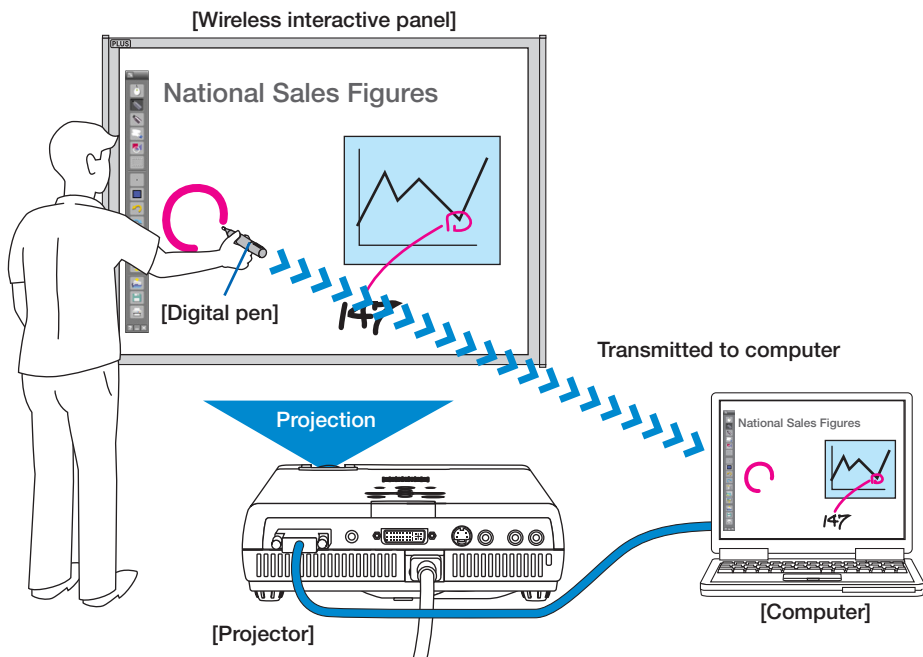 [Wireless interactive panel]
PLUS
National Sales Figures
[Digital pen]
147
Transmitted to computer
Projection
National Sales Figures
147
[Projector]
[Computer]